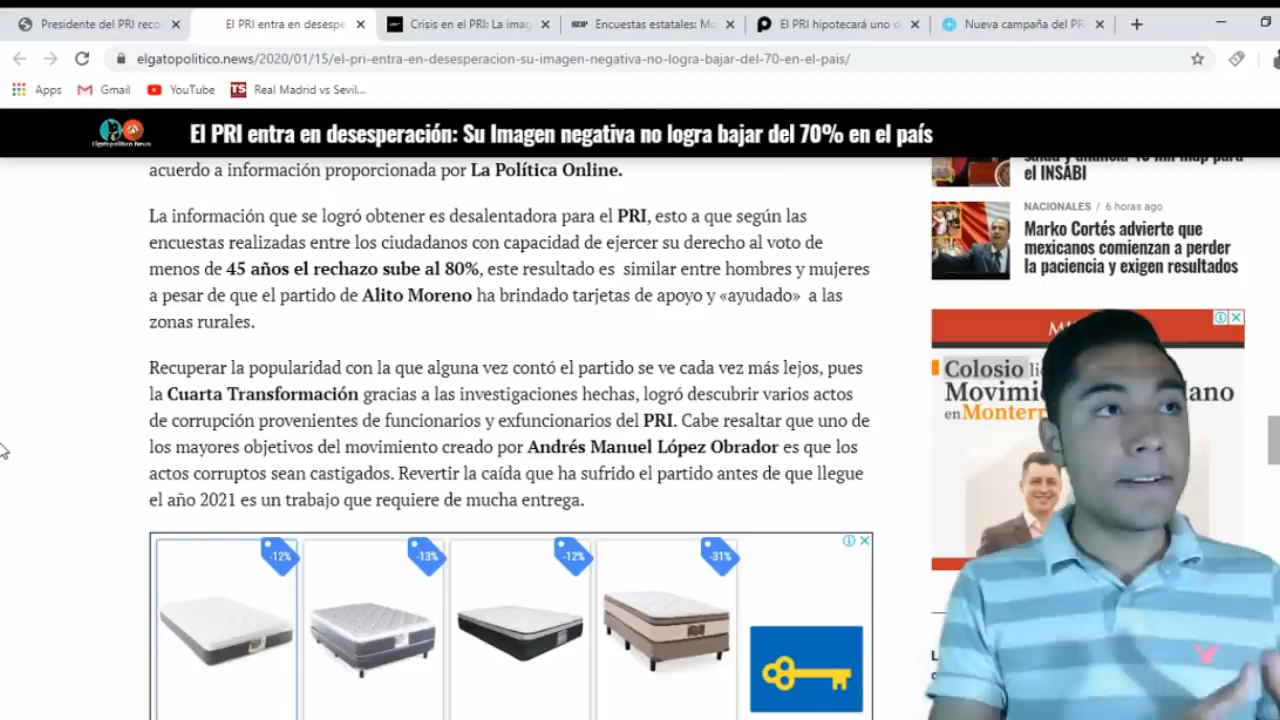 Presidente del PRI reco
El PRI entra en desespe
Crisis en el PRI: La imag
SDP Encuestas estatales: Mo
El PRI hipotecará uno d
Nueva campaña del PR
elgatopolitico.news/2020/01/15/el-pri-entra-en-desesperacion-su-imagen-negativa-no-logra-bajar-del-70-en-el-pais/
Apps
Gmail
YouTube
TS Real Madrid vs Sevil...
Elgatopolitico News
El PRI entra en desesperación: Su Imagen negativa no logra bajar del 70% en el país
acuerdo a información proporcionada por La Política Online.
La información que se logró obtener es desalentadora para el PRI, esto a que según las
encuestas realizadas entre los ciudadanos con capacidad de ejercer su derecho al voto de
menos de 45 años el rechazo sube al 80%, este resultado es similar entre hombres y mujeres
a pesar de que el partido de Alito Moreno ha brindado tarjetas de apoyo y «ayudado» a las
zonas rurales.
Recuperar la popularidad con la que alguna vez contó el partido se ve cada vez más lejos, pues
la Cuarta Transformación gracias a las investigaciones hechas, logró descubrir varios actos
de corrupción provenientes de funcionarios y exfuncionarios del PRI. Cabe resaltar que uno de
los mayores objetivos del movimiento creado por Andrés Manuel López Obrador es que los
actos corruptos sean castigados. Revertir la caída que ha sufrido el partido antes de que llegue
el año 2021 es un trabajo que requiere de mucha entrega.
-12%
-13%
-12%
-31%
el INSABI
NACIONALES / 6 horas ago
Marko Cortés advierte que
mexicanos comienzan a perder
la paciencia y exigen resultados
Colosio
en Monterr